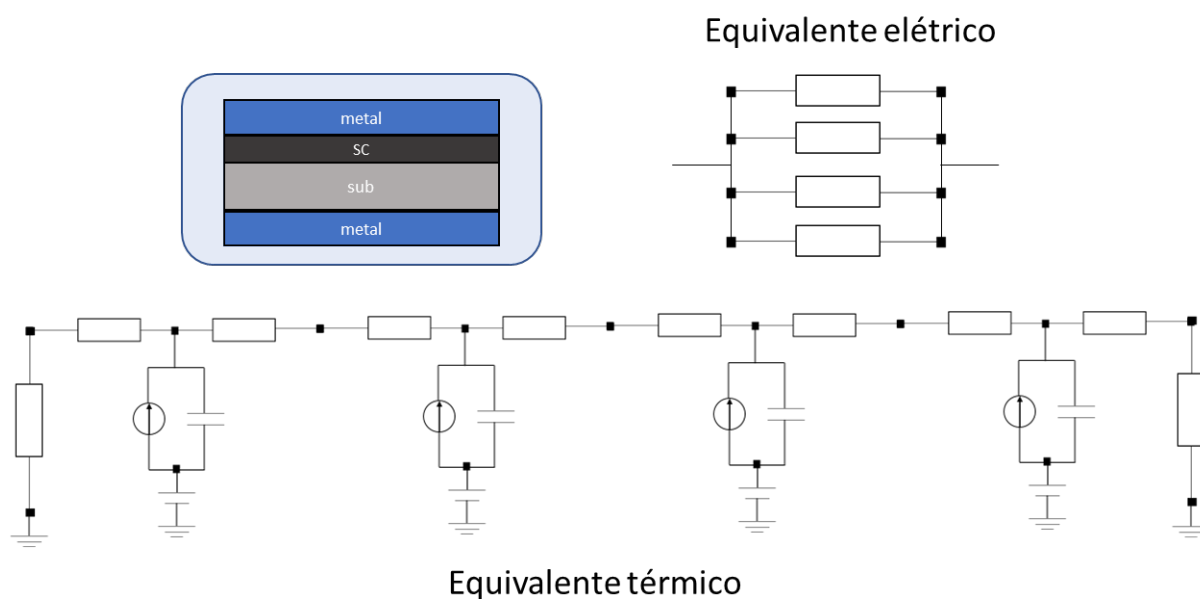 Equivalente elétrico
metal
SC
sub
metal
Equivalente térmico